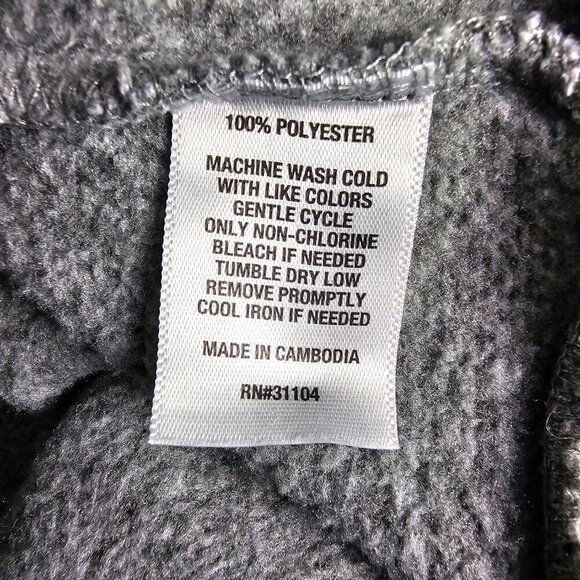 100% POLYESTER
MACHINE WASH COLD
WITH LIKE COLORS
GENTLE CYCLE
ONLY NON-CHLORINE
BLEACH IF NEEDED
TUMBLE DRY LOW
REMOVE PROMPTLY
COOL IRON IF NEEDED
MADE IN CAMBODIA
RN#31104